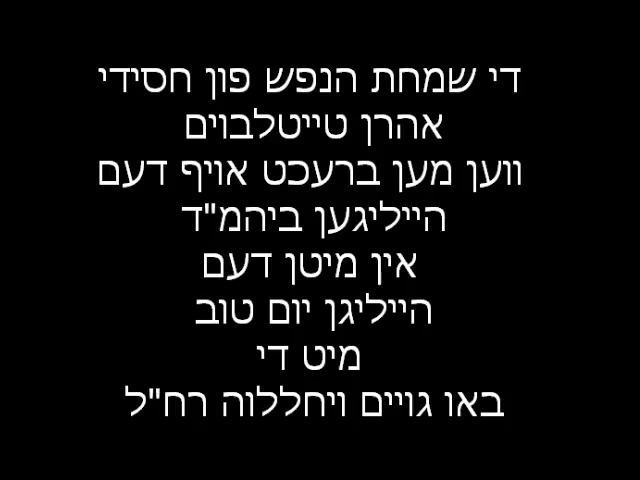 די שמחת הנפש פון חסידי
אהרן טייטלבוים
ווען מען ברעכט אויף דעם
הייליגען ביהמ"ד
אין מיטן דעם
הייליגן יום טוב
מיט די
באו גויים ויחללוה רח"ל